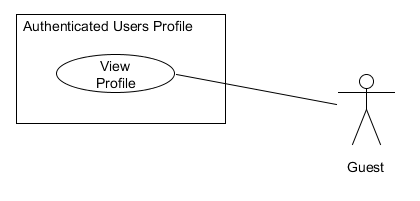 Authenticated Users Profile
View
Profile
Guest